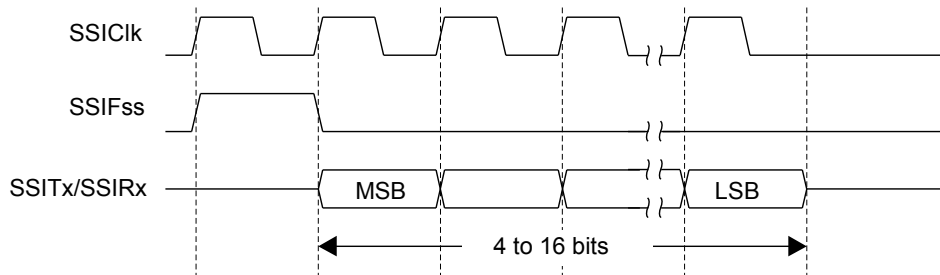 SSIClk
SSIFss
SSITx/SSIRx
MSB
LSB
4 to 16 bits